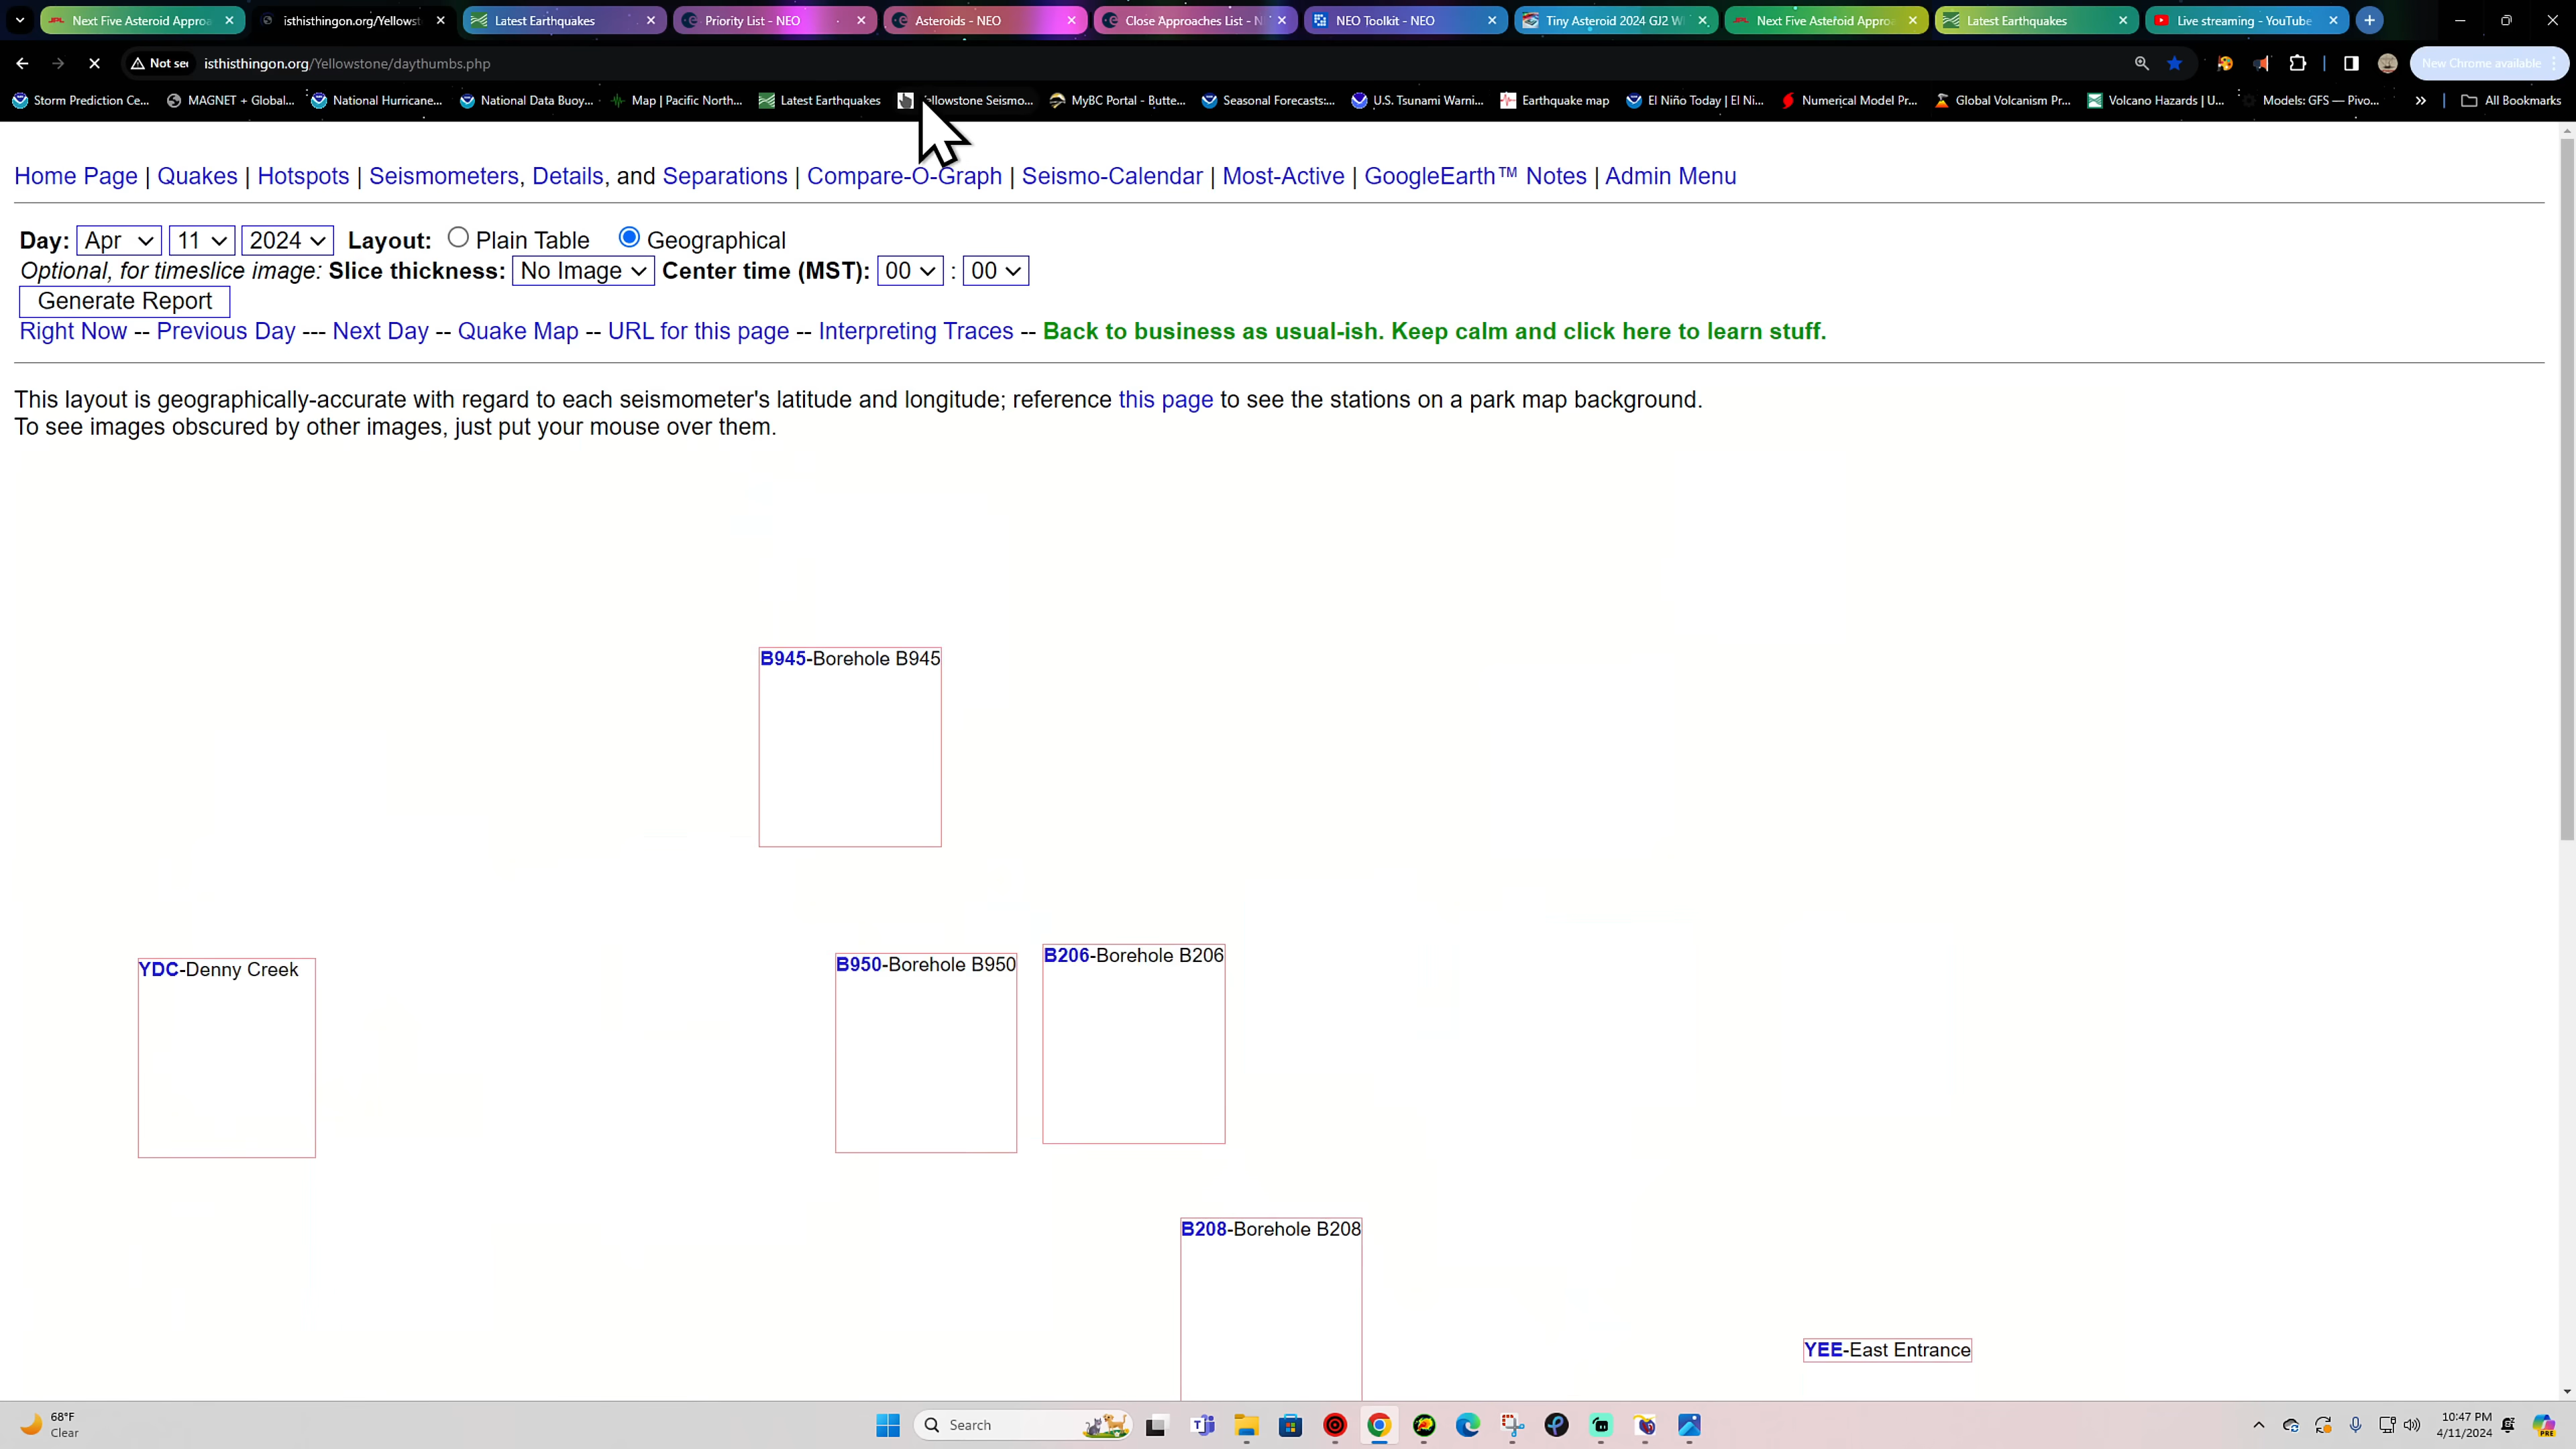 Next Five Asteroid Approa
isthisthingon.org/Yellowst
Latest Earthquakes
Priority List - NEO
Asteroids - NEO
Close Approaches List - N
NEO Toolkit - NEO
Tiny Asteroid 2024 GJ2 W
Next Five Asteroid Approa
Latest Earthquakes
Live streaming - YouTube
Not sec
isthisthingon.org/Yellowstone/daythumbs.php
New Chrome available
Storm Prediction Ce...
MAGNET + Global...
National Hurricane...
National Data Buoy...
Map | Pacific North...
Latest Earthquakes
ellowstone Seismo...
MyBC Portal - Butte...
Seasonal Forecasts:...
U.S. Tsunami Warni...
Earthquake map
El Niño Today | El Ni...
Numerical Model Pr...
Global Volcanism Pr...
Volcano Hazards | U...
Models: GFS — Pivo...
All Bookmarks
Home Page | Quakes | Hotspots | Seismometers, Details, and Separations | Compare-O-Graph | Seismo-Calendar | Most-Active | GoogleEarth™ Notes | Admin Menu
Day: Apr 11 2024 Layout: Plain Table Geographical
Optional, for timeslice image: Slice thickness: No Image Center time (MST): 00 : 00
Generate Report
Right Now -- Previous Day --- Next Day -- Quake Map -- URL for this page -- Interpreting Traces -- Back to business as usual-ish. Keep calm and click here to learn stuff.
This layout is geographically-accurate with regard to each seismometer's latitude and longitude; reference this page to see the stations on a park map background.
To see images obscured by other images, just put your mouse over them.
B945-Borehole B945
YDC-Denny Creek
B950-Borehole B950
B206-Borehole B206
B208-Borehole B208
YEE-East Entrance
68°F
Clear
Search
10:47 PM
4/11/2024
PRE